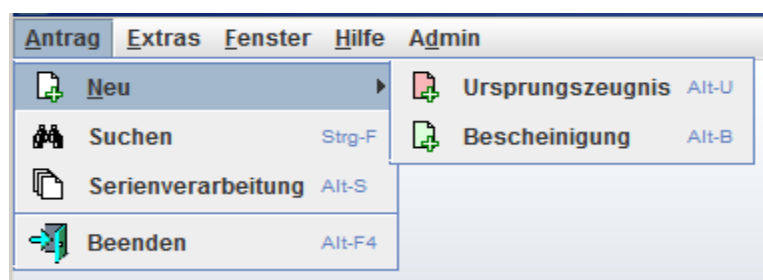 Antrag Extras Fenster Hilfe Admin
Neu
Suchen Strg-F
Serienverarbeitung Alt-S
Beenden Alt-F4
Ursprungszeugnis Alt-U
Bescheinigung Alt-B